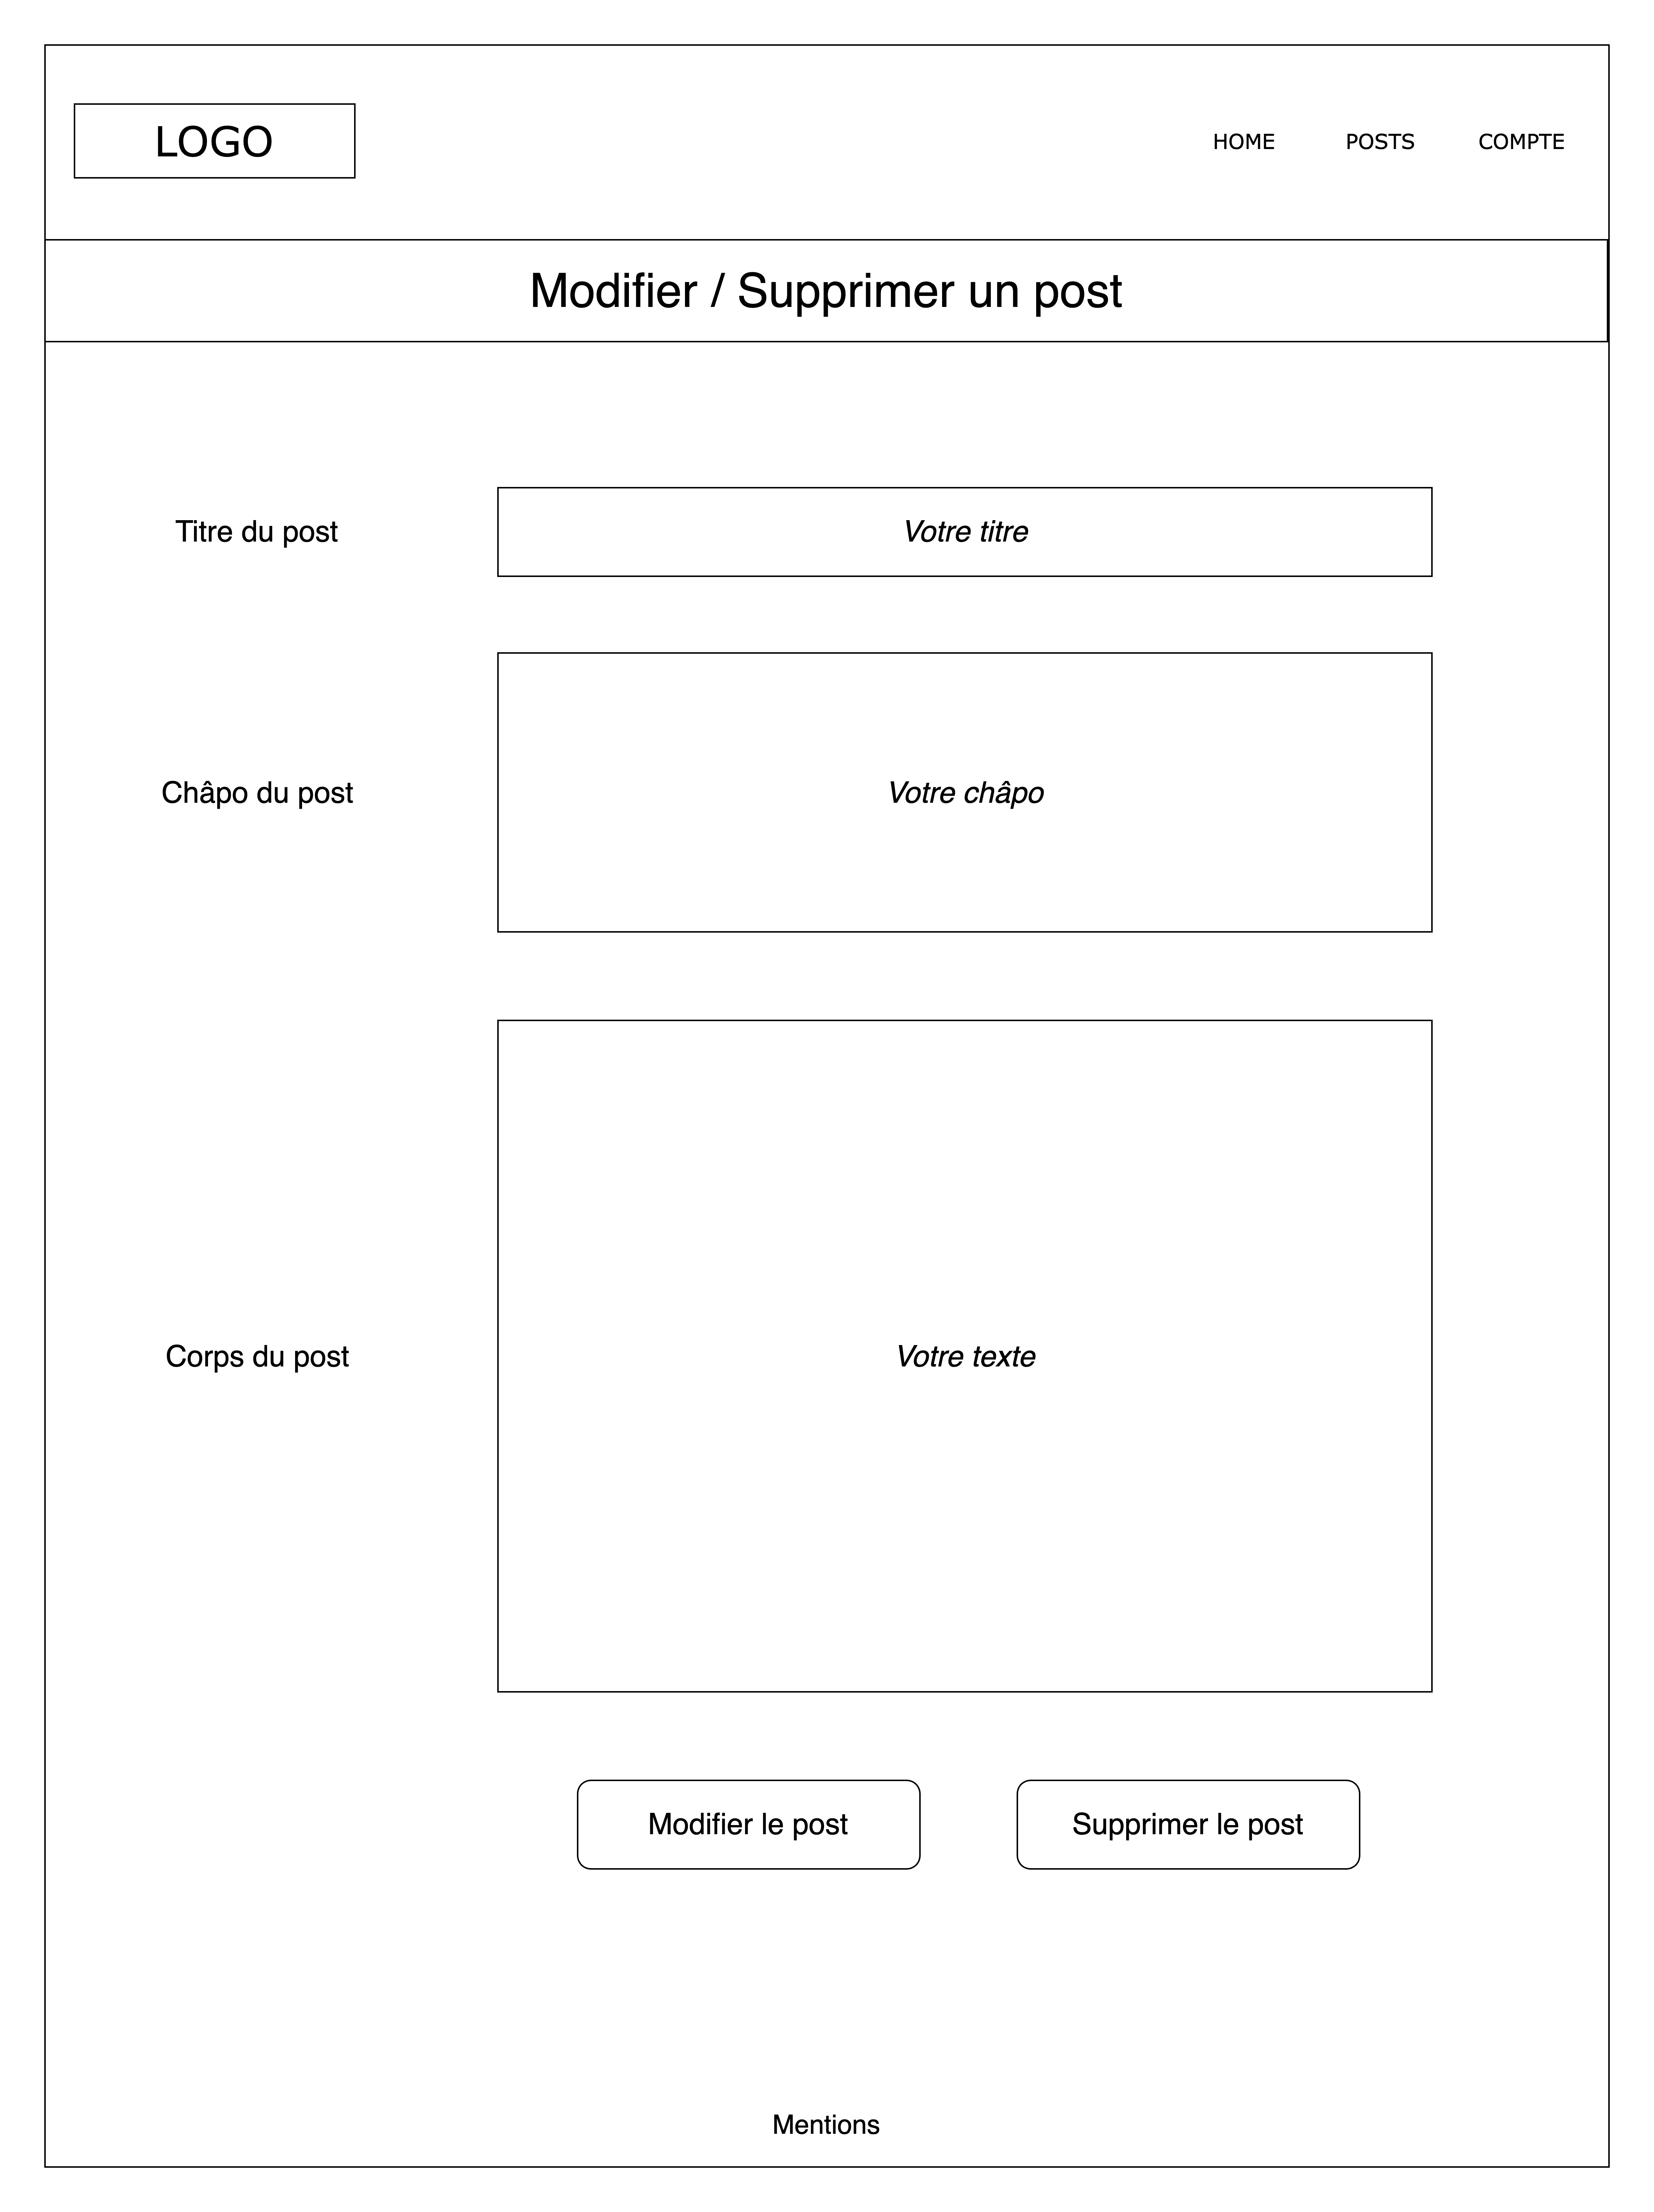 LOGO
HOME POSTS COMPTE
Modifier / Supprimer un post
Titre du post
Votre titre
Châpo du post
Votre châpo
Corps du post
Votre texte
Modifier le post
Supprimer le post
Mentions